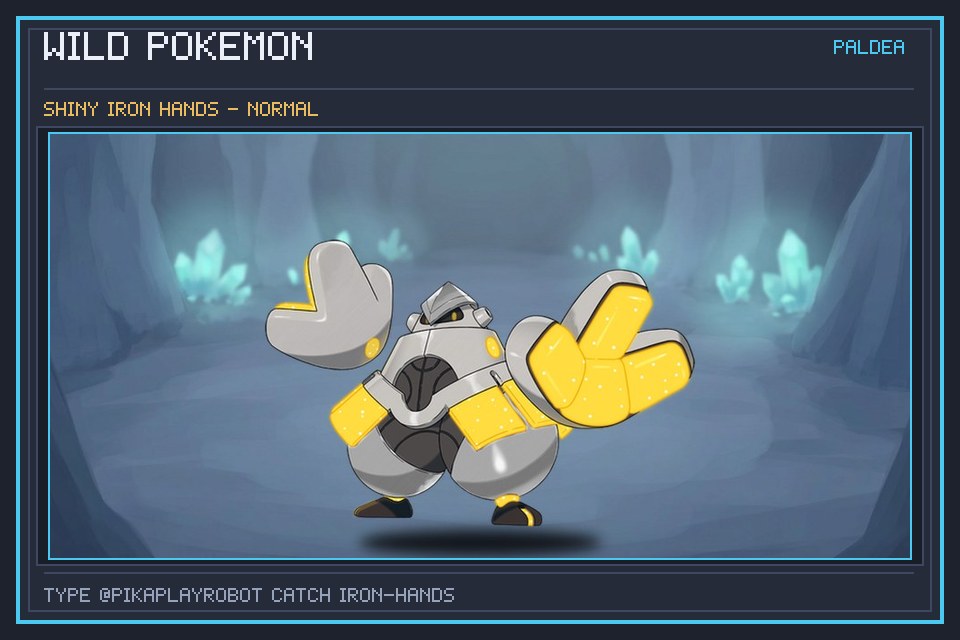 WILD POKEMON
PALDEA
SHINY IRON HANDS - NORMAL
TYPE @PIKAPLAYROBOT CATCH IRON-HANDS